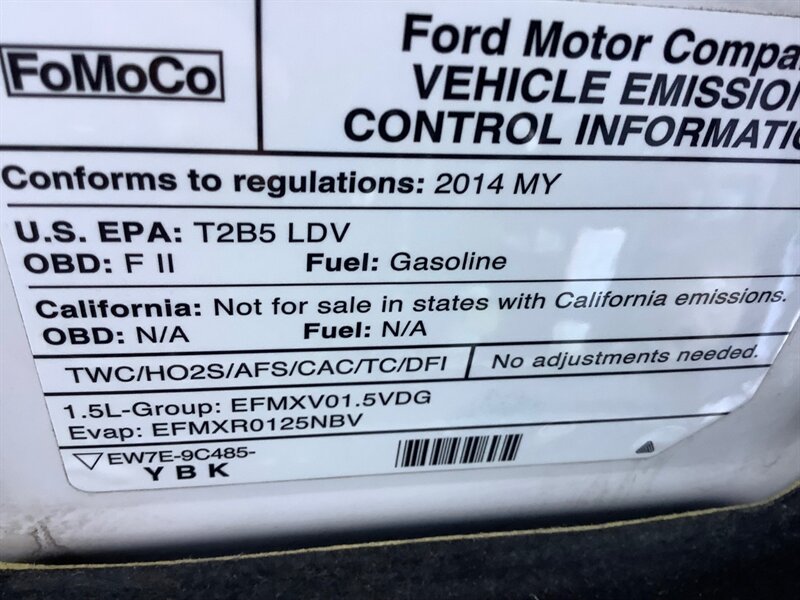 FoMoCo
Ford Motor Compa
VEHICLE EMISSION
CONTROL INFORMATIO
Conforms to regulations: 2014 MY
U.S. EPA: T2B5 LDV
OBD: F II Fuel: Gasoline
California: Not for sale in states with California emissions.
OBD: N/A Fuel: N/A
TWC/HO2S/AFS/CAC/TC/DFI No adjustments needed.
1.5L-Group: EFMXV01.5VDG
Evap: EFMXR0125NBV
EW7E-9C485-
YBK